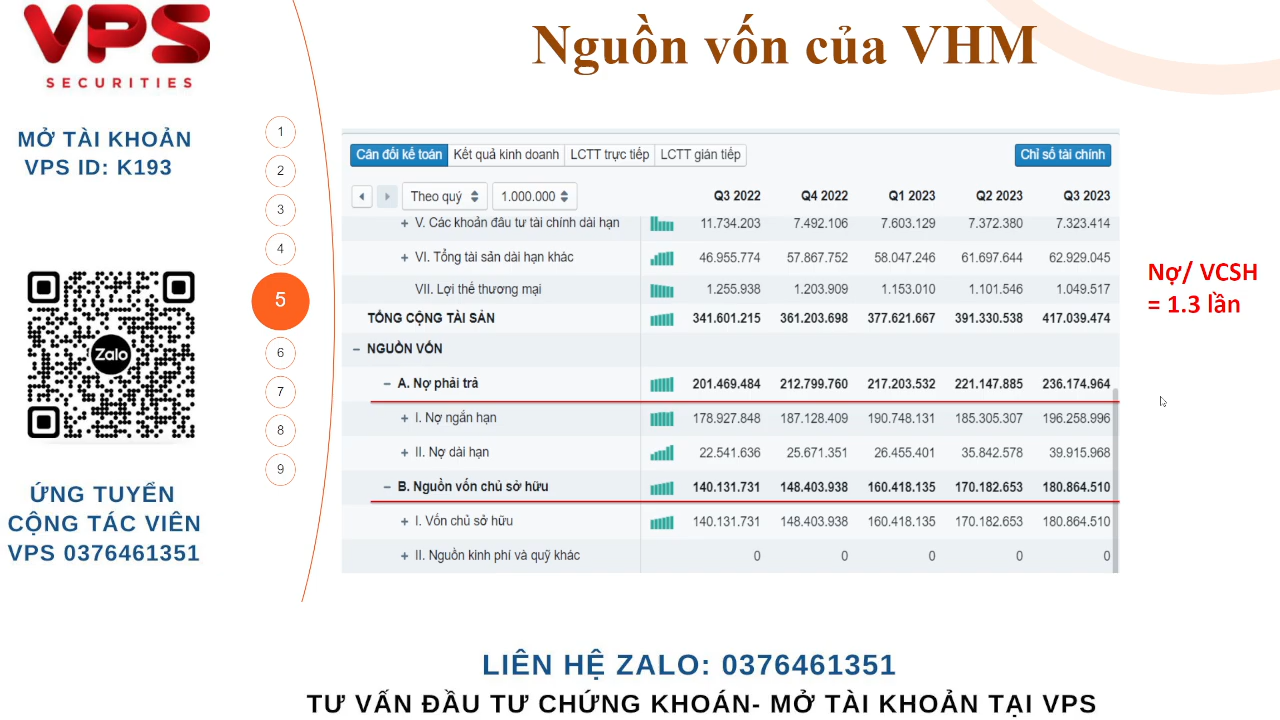 VPS
SECURITIES
MỞ TÀI KHOẢN
VPS ID: K193
Zalo
ỨNG TUYỂN
CỘNG TÁC VIÊN
VPS 0376461351
1
2
3
4
5
6
7
8
9
Nguồn vốn của VHM
Cân đối kế toán Kết quả kinh doanh LCTT trực tiếp LCTT gián tiếp Chỉ số tài chính
Theo quý 1.000.000 Q3 2022 Q4 2022 Q1 2023 Q2 2023 Q3 2023
+ V. Các khoản đầu tư tài chính dài hạn 11.734.203 7.492.106 7.603.129 7.372.380 7.323.414
+ VI. Tổng tài sản dài hạn khác 46.955.774 57.867.752 58.047.246 61.697.644 62.929.045
VII. Lợi thế thương mại 1.255.938 1.203.909 1.153.010 1.101.546 1.049.517
TỔNG CỘNG TÀI SẢN 341.601.215 361.203.698 377.621.667 391.330.538 417.039.474
− NGUỒN VỐN
− A. Nợ phải trả 201.469.484 212.799.760 217.203.532 221.147.885 236.174.964
+ I. Nợ ngắn hạn 178.927.848 187.128.409 190.748.131 185.305.307 196.258.996
+ II. Nợ dài hạn 22.541.636 25.671.351 26.455.401 35.842.578 39.915.968
− B. Nguồn vốn chủ sở hữu 140.131.731 148.403.938 160.418.135 170.182.653 180.864.510
+ I. Vốn chủ sở hữu 140.131.731 148.403.938 160.418.135 170.182.653 180.864.510
+ II. Nguồn kinh phí và quỹ khác 0 0 0 0 0
Nợ/ VCSH
= 1.3 lần
LIÊN HỆ ZALO: 0376461351
TƯ VẤN ĐẦU TƯ CHỨNG KHOÁN- MỞ TÀI KHOẢN TẠI VPS